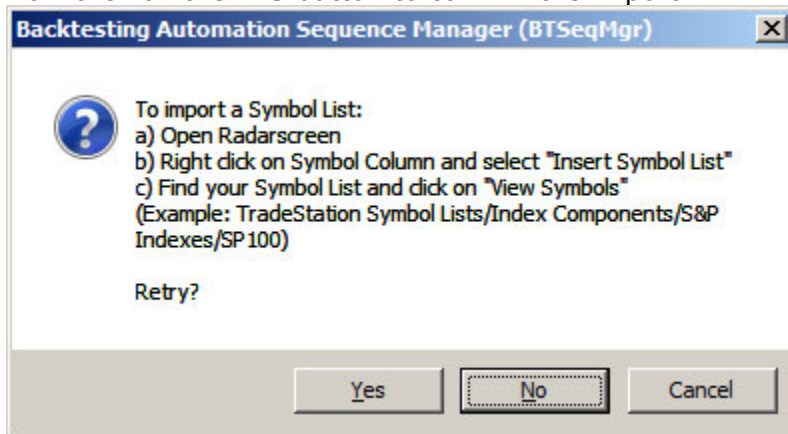 Backtesting Automation Sequence Manager (BTSeqMgr)
To import a Symbol List:
a) Open Radarscreen
b) Right click on Symbol Column and select "Insert Symbol List"
c) Find your Symbol List and click on "View Symbols"
(Example: TradeStation Symbol Lists/Index Components/S&P
Indexes/SP100)
Retry?
Yes No Cancel